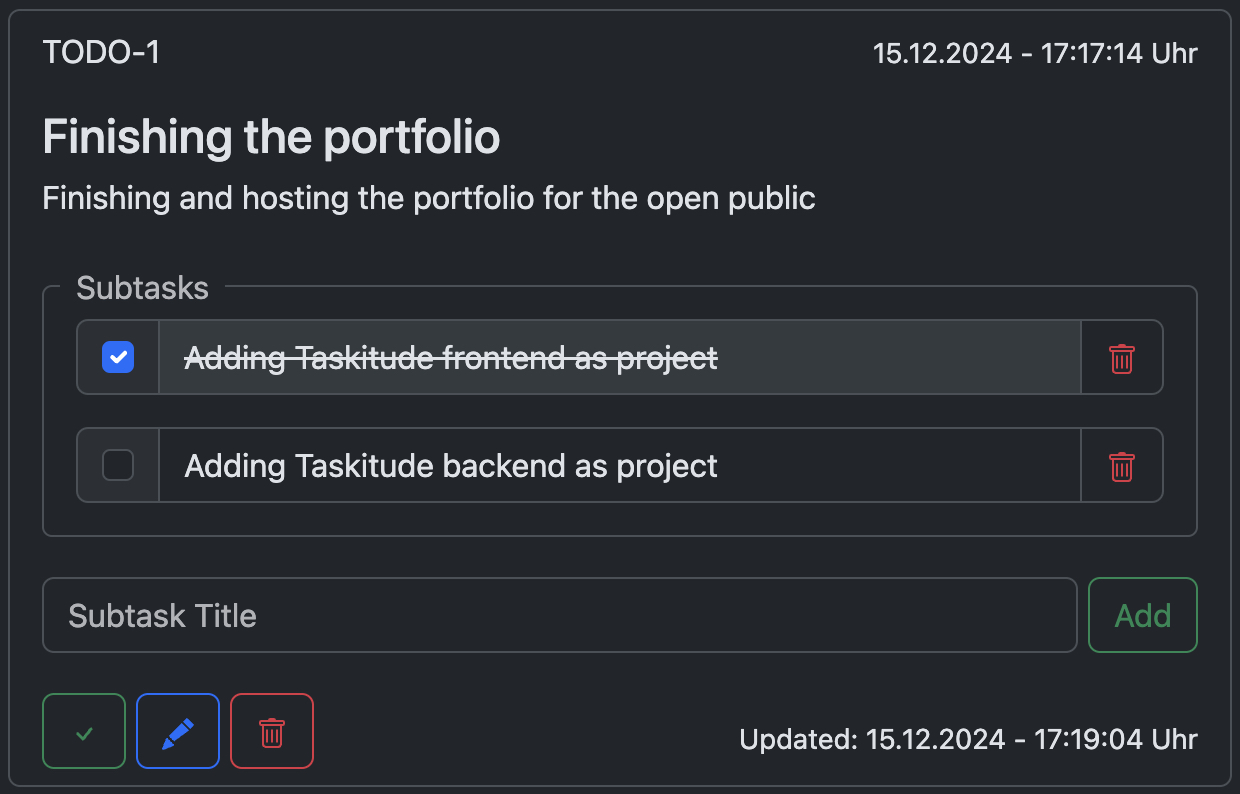 TODO-1
15.12.2024 - 17:17:14 Uhr
Finishing the portfolio
Finishing and hosting the portfolio for the open public
Subtasks
Adding Taskitude frontend as project
Adding Taskitude backend as project
Subtask Title
Add
Updated: 15.12.2024 - 17:19:04 Uhr